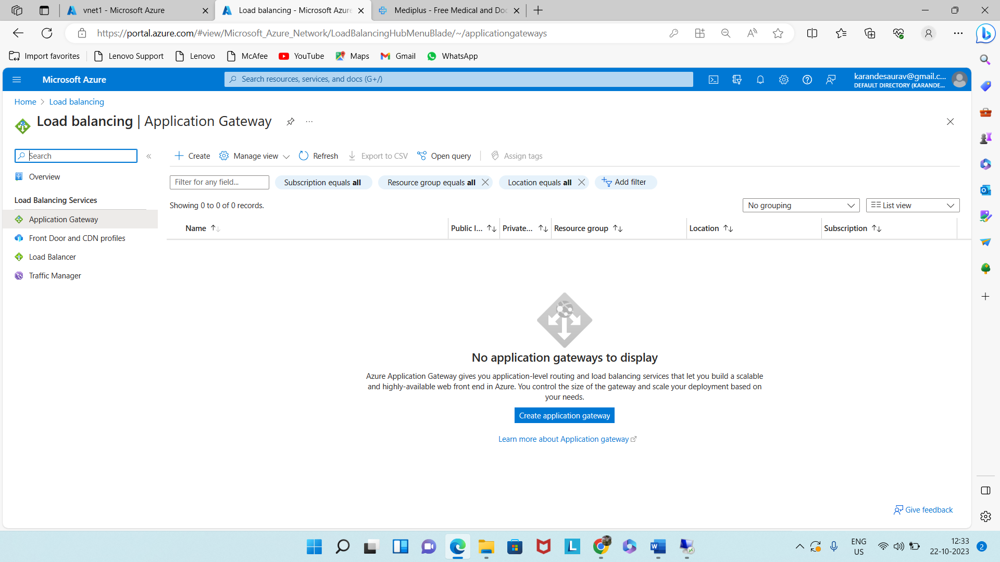 vnet1 - Microsoft Azure
Load balancing - Microsoft Azure
Mediplus - Free Medical and Doc
https://portal.azure.com/#view/Microsoft_Azure_Network/LoadBalancingHubMenuBlade/~/applicationgateways
Import favorites
Lenovo Support
Lenovo
McAfee
YouTube
Maps
Gmail
WhatsApp
Microsoft Azure
Search resources, services, and docs (G+/)
karandesaurav@gmail.c...
DEFAULT DIRECTORY (KARANDE...
Home > Load balancing
Load balancing | Application Gateway
Search
Create
Manage view
Refresh
Export to CSV
Open query
Assign tags
Overview
Filter for any field...
Subscription equals all
Resource group equals all
Location equals all
Add filter
Load Balancing Services
Showing 0 to 0 of 0 records.
No grouping
List view
Application Gateway
Name
Public I...
Private...
Resource group
Location
Subscription
Front Door and CDN profiles
Load Balancer
Traffic Manager
No application gateways to display
Azure Application Gateway gives you application-level routing and load balancing services that let you build a scalable
and highly-available web front end in Azure. You control the size of the gateway and scale your deployment based on
your needs.
Create application gateway
Learn more about Application gateway
Give feedback
ENG
US
12:33
22-10-2023
2